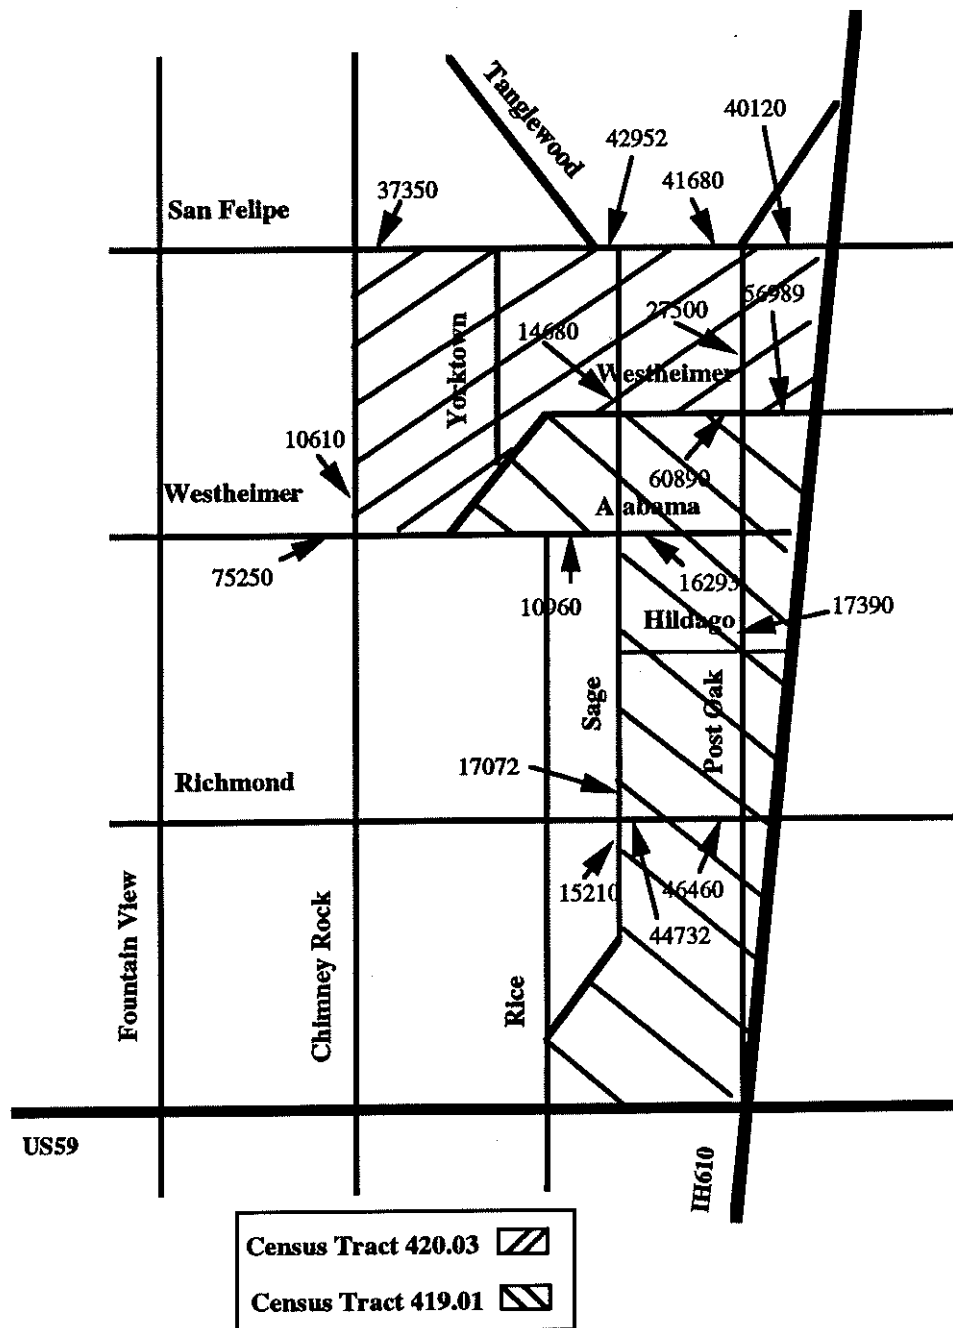 Tanglewood
40120
42952
41680
37350
San Felipe
56989
27500
14680
Yorktown
Westheimer
10610
60890
Westheimer
Alabama
75250
16293
10960
17390
Hildago
Sage
Post Oak
17072
Richmond
15210
46460
44732
Fountain View
Chimney Rock
Rice
US59
IH610
Census Tract 420.03
Census Tract 419.01